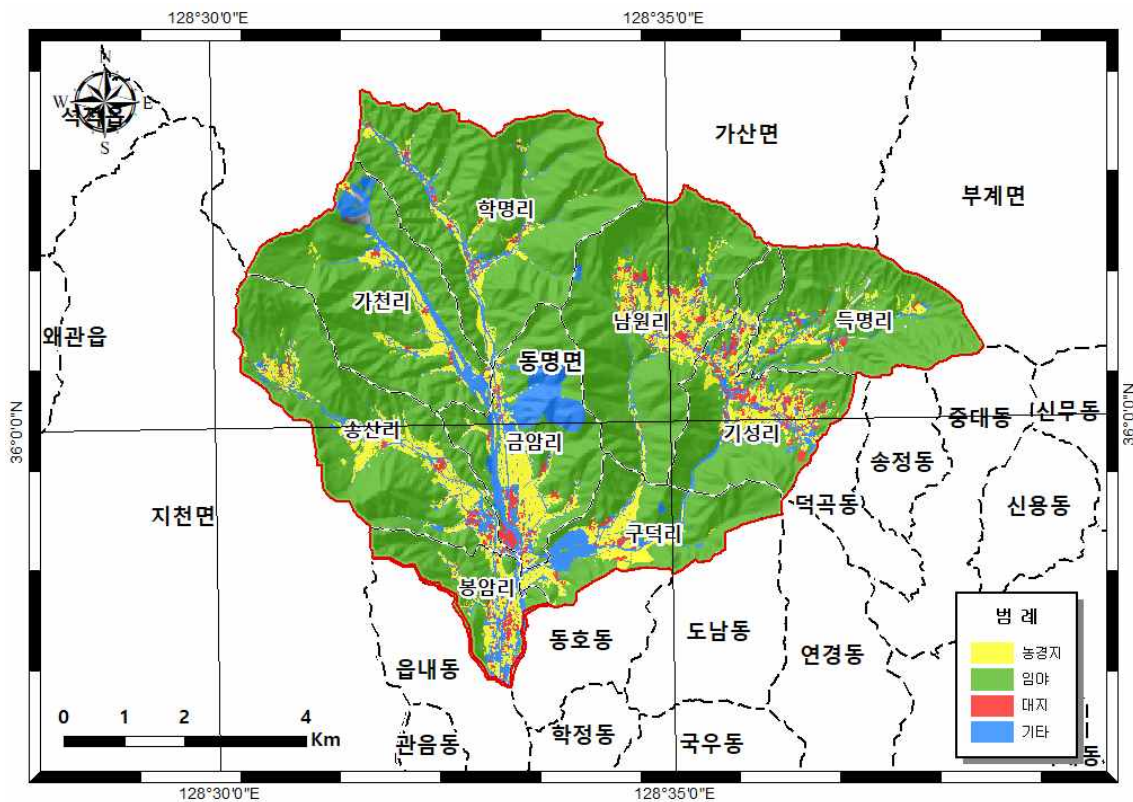 128°30'0"E
128°35'0"E
N
W
E
S
석적읍
가산면
부계면
학명리
가천리
남원리
득명리
왜관읍
동명면
36°0'0"N
36°0'0"N
송산리
금암리
기성리
중대동
신무동
송정동
지천면
덕곡동
신용동
구덕리
봉암리
동호동
도남동
연경동
읍내동
학정동
국우동
관음동
범 례
농경지
임야
대지
기타
0
1
2
4
Km
128°30'0"E
128°35'0"E